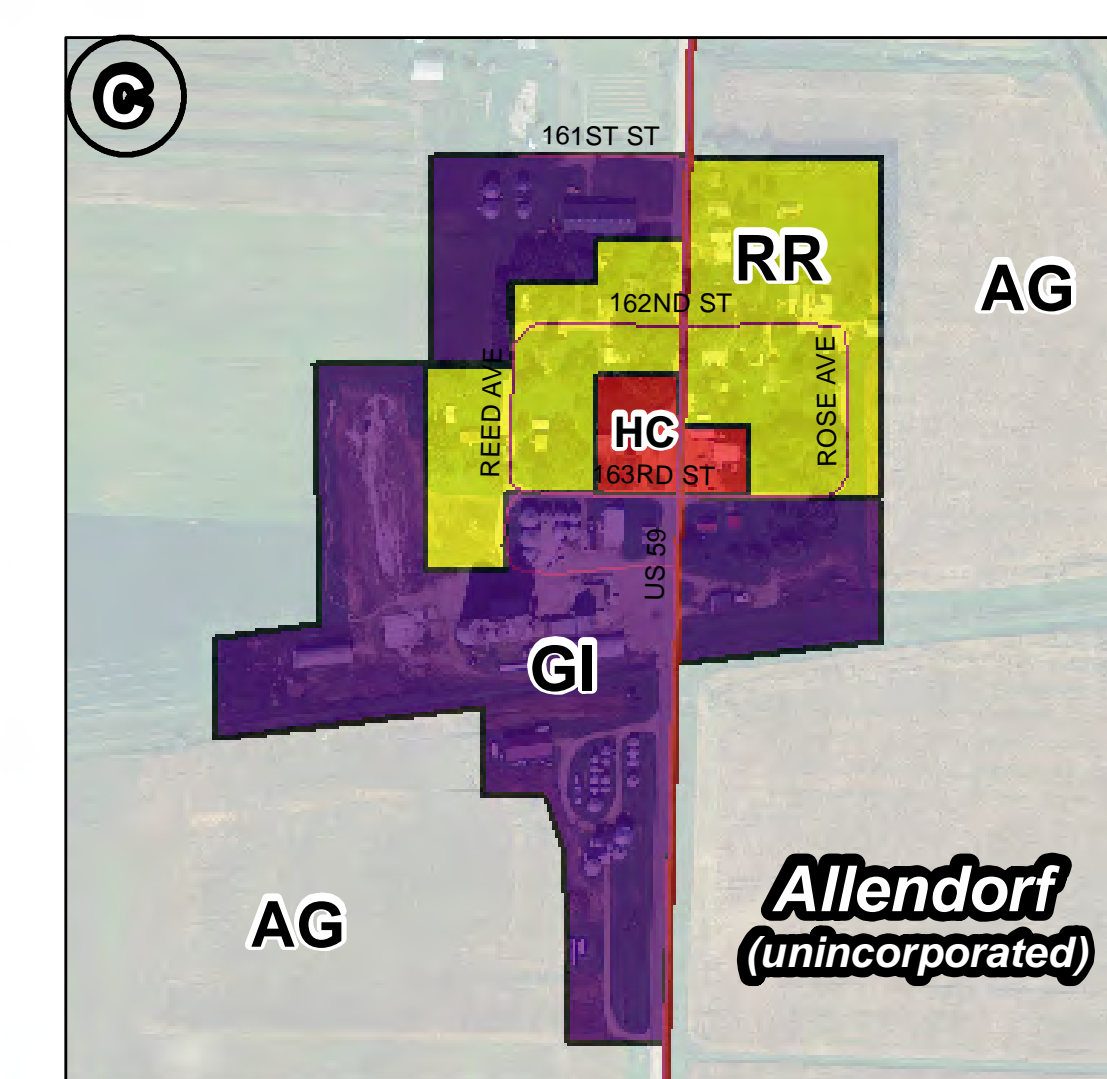 C
161ST ST
RR
AG
162ND ST
REED AVE
ROSE AVE
HC
163RD ST
US 59
GI
AG
Allendorf
(unincorporated)